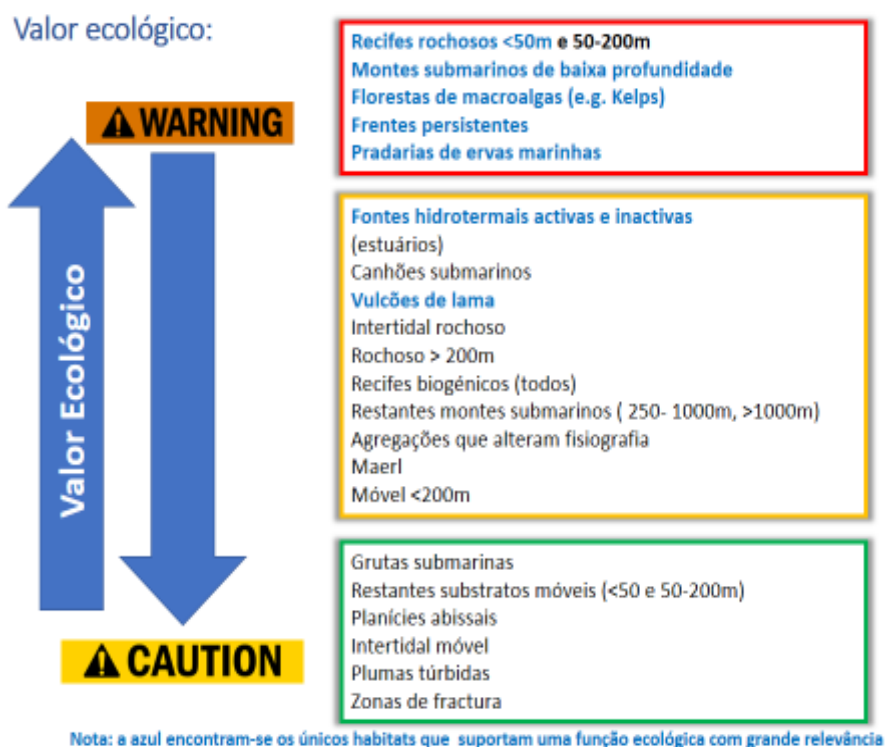 Valor ecológico:
WARNING
Valor Ecológico
CAUTION
Recifes rochosos <50m e 50-200m
Montes submarinos de baixa profundidade
Florestas de macroalgas (e.g. Kelps)
Frentes persistentes
Pradarias de ervas marinhas
Fontes hidrotermais activas e inactivas
(estuários)
Canhões submarinos
Vulcões de lama
Intertidal rochoso
Rochoso > 200m
Recifes biogénicos (todos)
Restantes montes submarinos ( 250- 1000m, >1000m)
Agregações que alteram fisiografia
Maerl
Móvel <200m
Grutas submarinas
Restantes substratos móveis (<50 e 50-200m)
Planícies abissais
Intertidal móvel
Plumas túrbidas
Zonas de fractura
Nota: a azul encontram-se os únicos habitats que suportam uma função ecológica com grande relevância